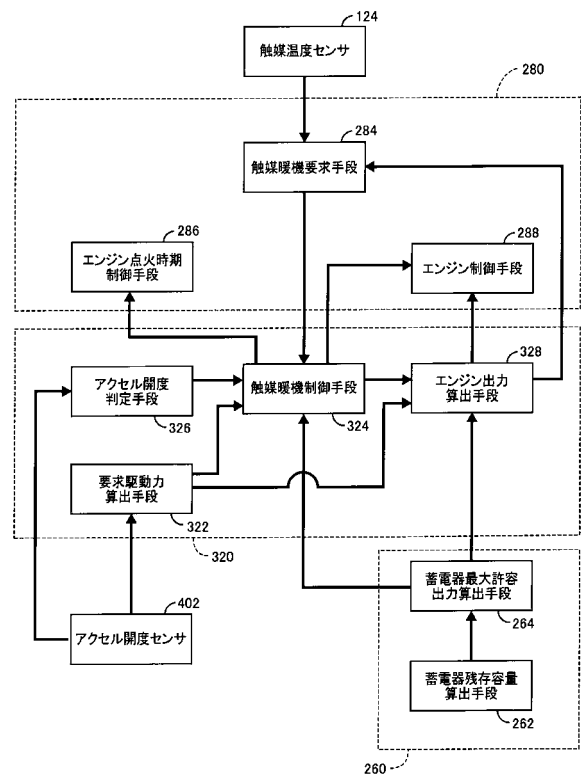 124
触媒温度センサ
280
284
触媒暖機要求手段
286
エンジン点火時期
制御手段
288
エンジン制御手段
328
アクセル開度
判定手段
326
触媒暖機制御手段
324
エンジン出力
算出手段
要求駆動力
算出手段
322
320
402
アクセル開度センサ
蓄電器最大許容
出力算出手段
264
蓄電器残存容量
算出手段
262
260